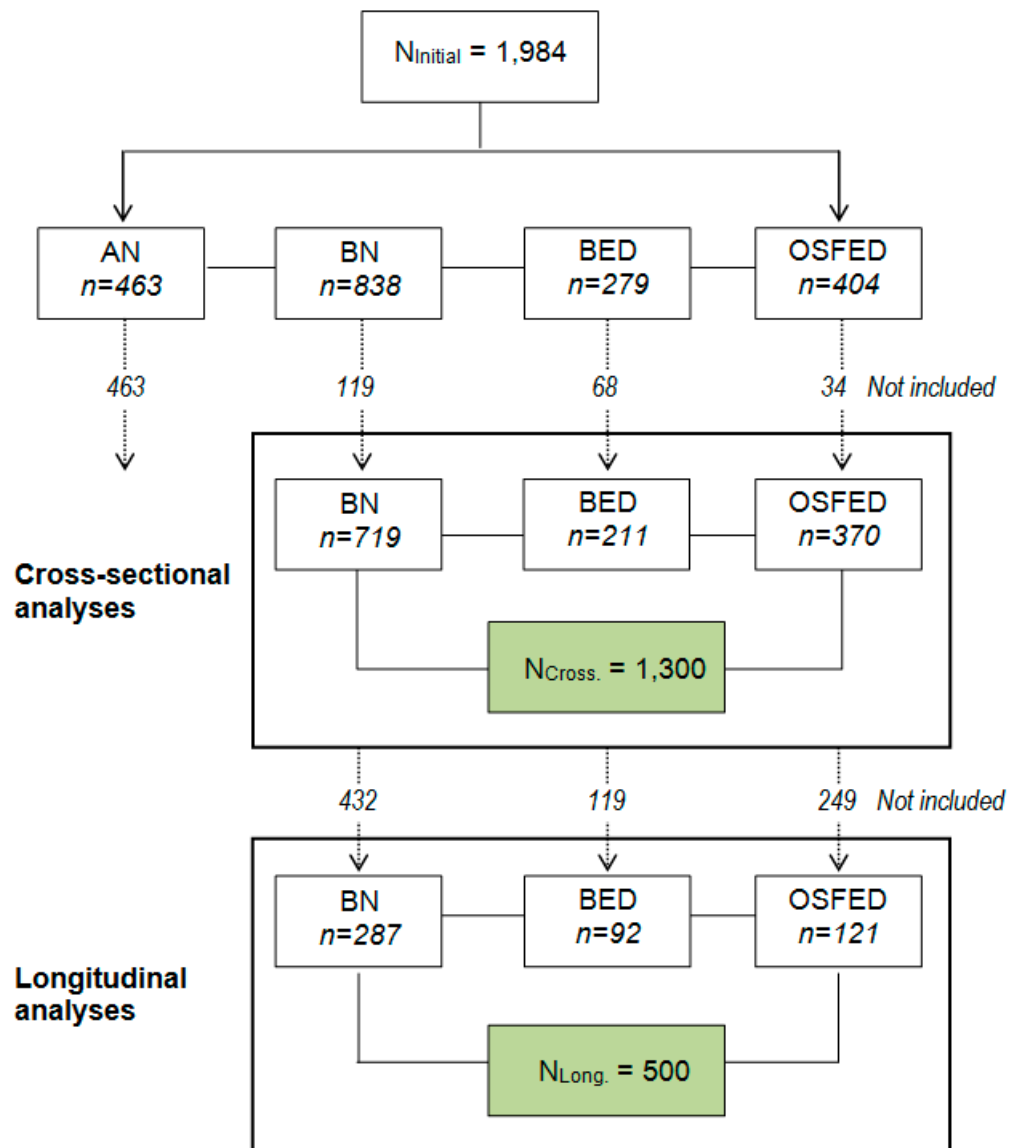 NInitial = 1,984
AN
n=463
BN
n=838
BED
n=279
OSFED
n=404
463
119
68
34 Not included
BN
n=719
BED
n=211
OSFED
n=370
Cross-sectional
analyses
NCross. = 1,300
432
119
249 Not included
BN
n=287
BED
n=92
OSFED
n=121
Longitudinal
analyses
NLong. = 500